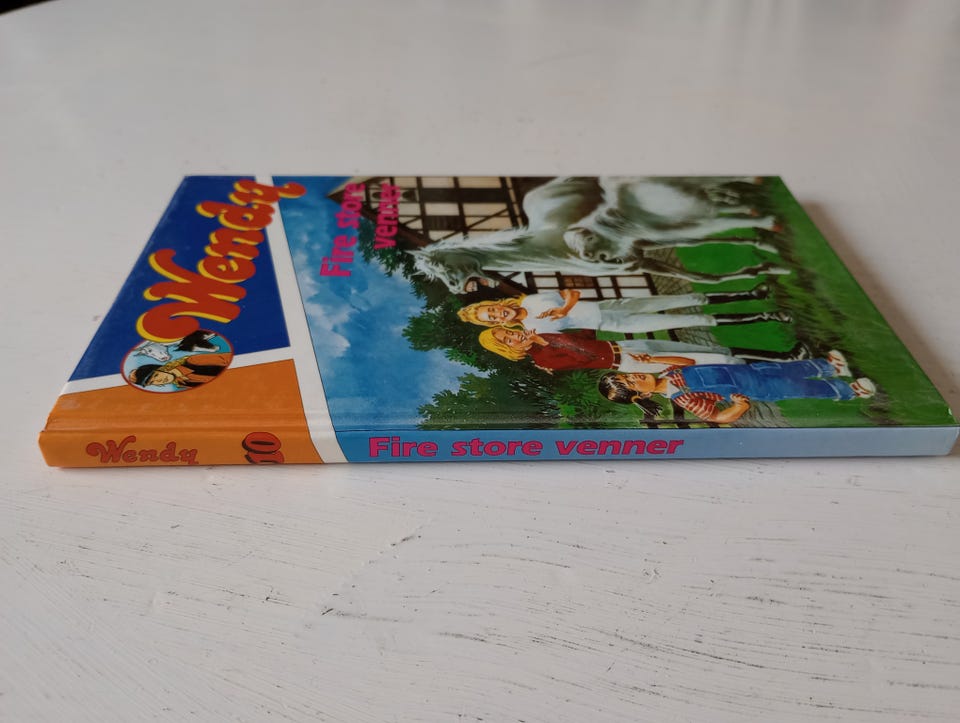 Wendy
Fire store
venner
Wendy
Fire store venner